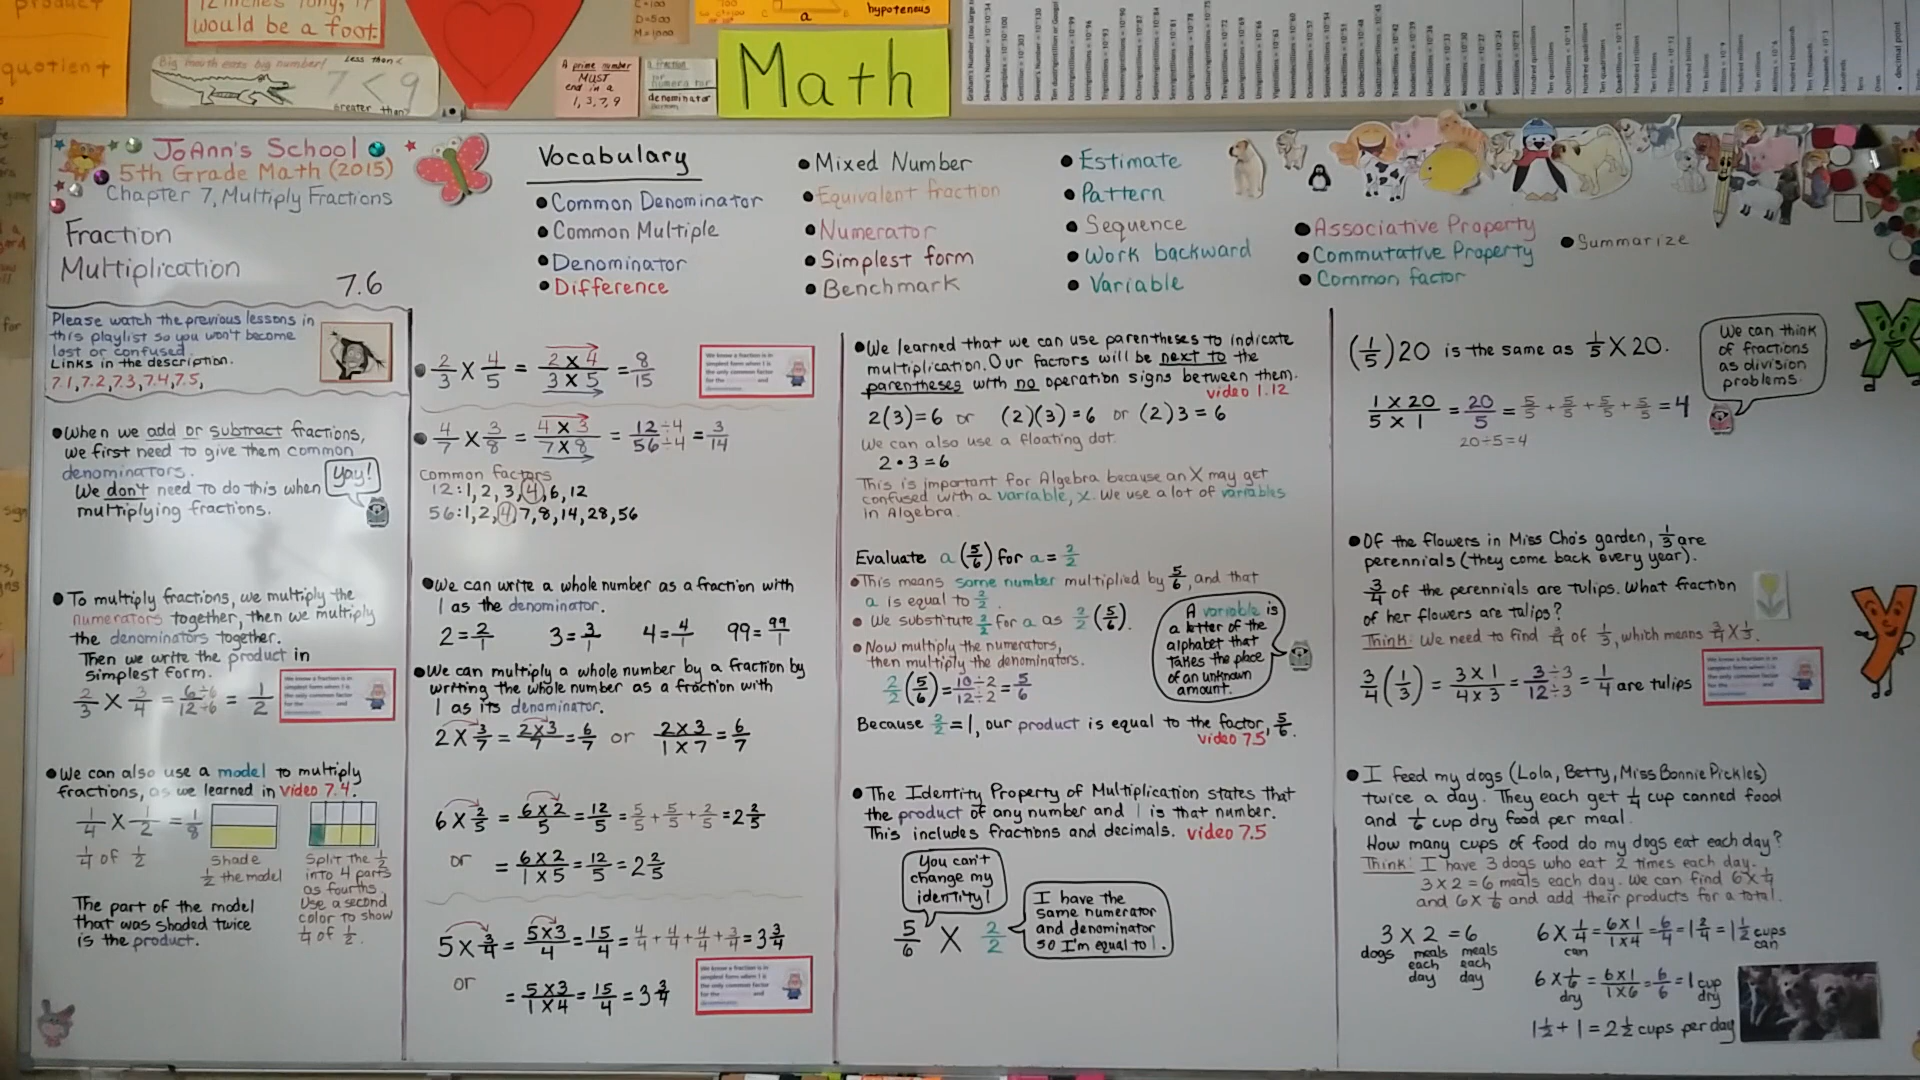 product
12 inches long, it
would be a foot.
quotient
Big mouth eats big number!
Less than <
7 < 9
greater than >
C=100
D=500
M=1000
A prime number
MUST
end in a
1, 3, 7, 9
denominator
a
hypotenous
Math
JoAnn's School
5th Grade Math (2015)
Chapter 7, Multiply Fractions
Fraction
Multiplication
7.6
Vocabulary
• Common Denominator
• Common Multiple
• Denominator
• Difference
• Mixed Number
• Equivalent fraction
• Numerator
• Simplest form
• Benchmark
• Estimate
• Pattern
• Sequence
• Work backward
• Variable
• Associative Property
• Commutative Property
• Common factor
• Summarize
Please watch the previous lessons in
this playlist so you won't become
lost or confused.
Links in the description.
7.1, 7.2, 7.3, 7.4, 7.5,
• When we add or subtract fractions,
we first need to give them common
denominators.
We don't need to do this when
multiplying fractions.
Yay!
• To multiply fractions, we multiply the
numerators together, then we multiply
the denominators together.
Then we write the product in
simplest form.
2/3 X 3/4 = 6÷6/12÷6 = 1/2
• We can also use a model to multiply
fractions, as we learned in video 7.4.
1/4 X 1/2 = 1/8
1/4 of 1/2
Shade
1/2 the model
Split the 1/2
into 4 parts
as fourths.
Use a second
color to show
1/4 of 1/2.
The part of the model
that was shaded twice
is the product.
• 2/3 X 4/5 = 2 X 4/3 X 5 = 8/15
We know a fraction is in
simplest form when 1 is
the only common factor
for the
• 4/7 X 3/8 = 4 X 3/7 X 8 = 12÷4/56÷4 = 3/14
Common factors
12: 1, 2, 3, 4, 6, 12
56: 1, 2, 4, 7, 8, 14, 28, 56
• We can write a whole number as a fraction with
1 as the denominator.
2 = 2/1 3 = 3/1 4 = 4/1 99 = 99/1
• We can multiply a whole number by a fraction by
writing the whole number as a fraction with
1 as its denominator.
2 X 3/7 = 2 X 3/7 = 6/7 or 2 X 3/1 X 7 = 6/7
6 X 2/5 = 6 X 2/5 = 12/5 = 5/5 + 5/5 + 2/5 = 2 2/5
or = 6 X 2/1 X 5 = 12/5 = 2 2/5
5 X 3/4 = 5 X 3/4 = 15/4 = 4/4 + 4/4 + 4/4 + 3/4 = 3 3/4
or = 5 X 3/1 X 4 = 15/4 = 3 3/4
• We learned that we can use parentheses to indicate
multiplication. Our factors will be next to the
parentheses with no operation signs between them.
video 1.12
2(3) = 6 or (2)(3) = 6 or (2)3 = 6
We can also use a floating dot.
2 • 3 = 6
This is important for Algebra because an X may get
confused with a variable, x. We use a lot of variables
in Algebra.
Evaluate a (5/6) for a = 2/2
• This means some number multiplied by 5/6, and that
a is equal to 2/2.
• We substitute 2/2 for a as 2/2 (5/6).
• Now multiply the numerators,
then multiply the denominators.
2/2 (5/6) = 10÷2/12÷2 = 5/6
A variable is
a letter of the
alphabet that
takes the place
of an unknown
amount.
Because 2/2 = 1, our product is equal to the factor, 5/6.
video 7.5
• The Identity Property of Multiplication states that
the product of any number and 1 is that number.
This includes fractions and decimals. video 7.5
You can't
change my
identity!
5/6 X 2/2
I have the
same numerator
and denominator
so I'm equal to 1.
(1/5) 20 is the same as 1/5 X 20.
1 X 20/5 X 1 = 20/5 = 5/5 + 5/5 + 5/5 + 5/5 = 4
20÷5=4
We can think
of fractions
as division
problems.
• Of the flowers in Miss Cho's garden, 1/3 are
perennials (they come back every year).
3/4 of the perennials are tulips. What fraction
of her flowers are tulips?
Think: We need to find 3/4 of 1/3, which means 3/4 X 1/3.
3/4 (1/3) = 3 X 1/4 X 3 = 3÷3/12÷3 = 1/4 are tulips
• I feed my dogs (Lola, Betty, Miss Bonnie Pickles)
twice a day. They each get 1/4 cup canned food
and 1/6 cup dry food per meal.
How many cups of food do my dogs eat each day?
Think: I have 3 dogs who eat 2 times each day.
3 X 2 = 6 meals each day. We can find 6 X 1/4
and 6 X 1/6 and add their products for a total.
3 X 2 = 6
dogs meals each day meals each day
6 X 1/4 = 6 X 1/1 X 4 = 6/4 = 1 2/4 = 1 1/2 cups
can can
6 X 1/6 = 6 X 1/1 X 6 = 6/6 = 1 cup
dry dry
1 1/2 + 1 = 2 1/2 cups per day
X
Y